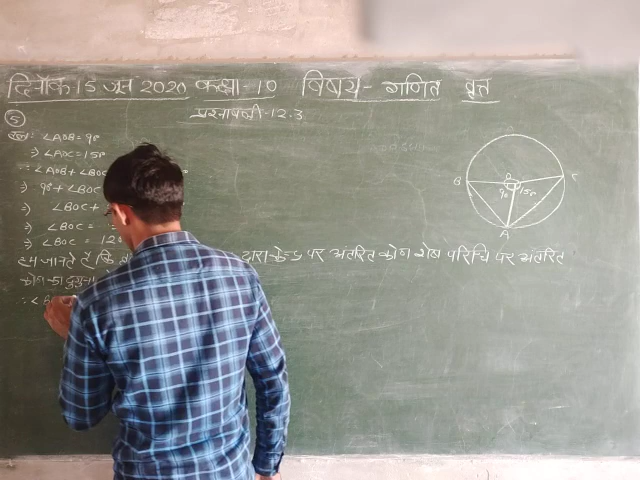 दिनाँक 15 जून 2020 कक्षा-10 विषय- गणित वृत्त
प्रश्नावली-12.3
5
हल: ∠AOB = 90°
⇒ ∠AOC = 150°
∴ ∠AOB + ∠BOC
⇒ 90° + ∠BOC
⇒ ∠BOC +
⇒ ∠BOC =
⇒ ∠BOC = 120
हम जानते हैं कि द्वारा केन्द्र पर अंतरित कोण शेष परिधि पर अंतरित
कोण का दुगुना
∴ ∠B
B O C
90° 150°
A